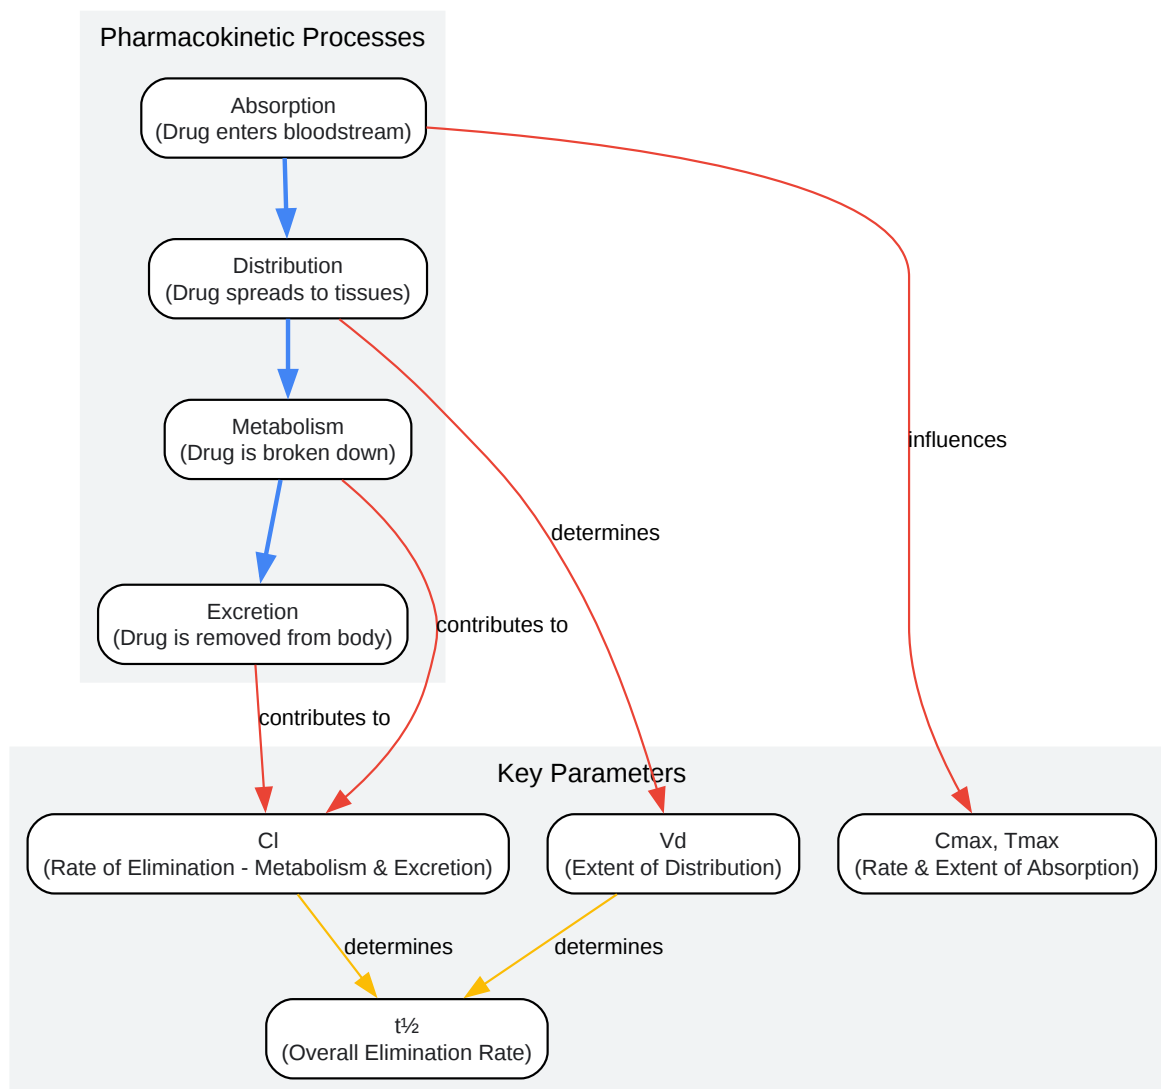 Pharmacokinetic Processes
Absorption
(Drug enters bloodstream)
Distribution
(Drug spreads to tissues)
Metabolism
(Drug is broken down)
influences
determines
Excretion
(Drug is removed from body)
contributes to
contributes to
Key Parameters
Cl
(Rate of Elimination - Metabolism & Excretion)
Vd
(Extent of Distribution)
Cmax, Tmax
(Rate & Extent of Absorption)
determines
determines
t½
(Overall Elimination Rate)